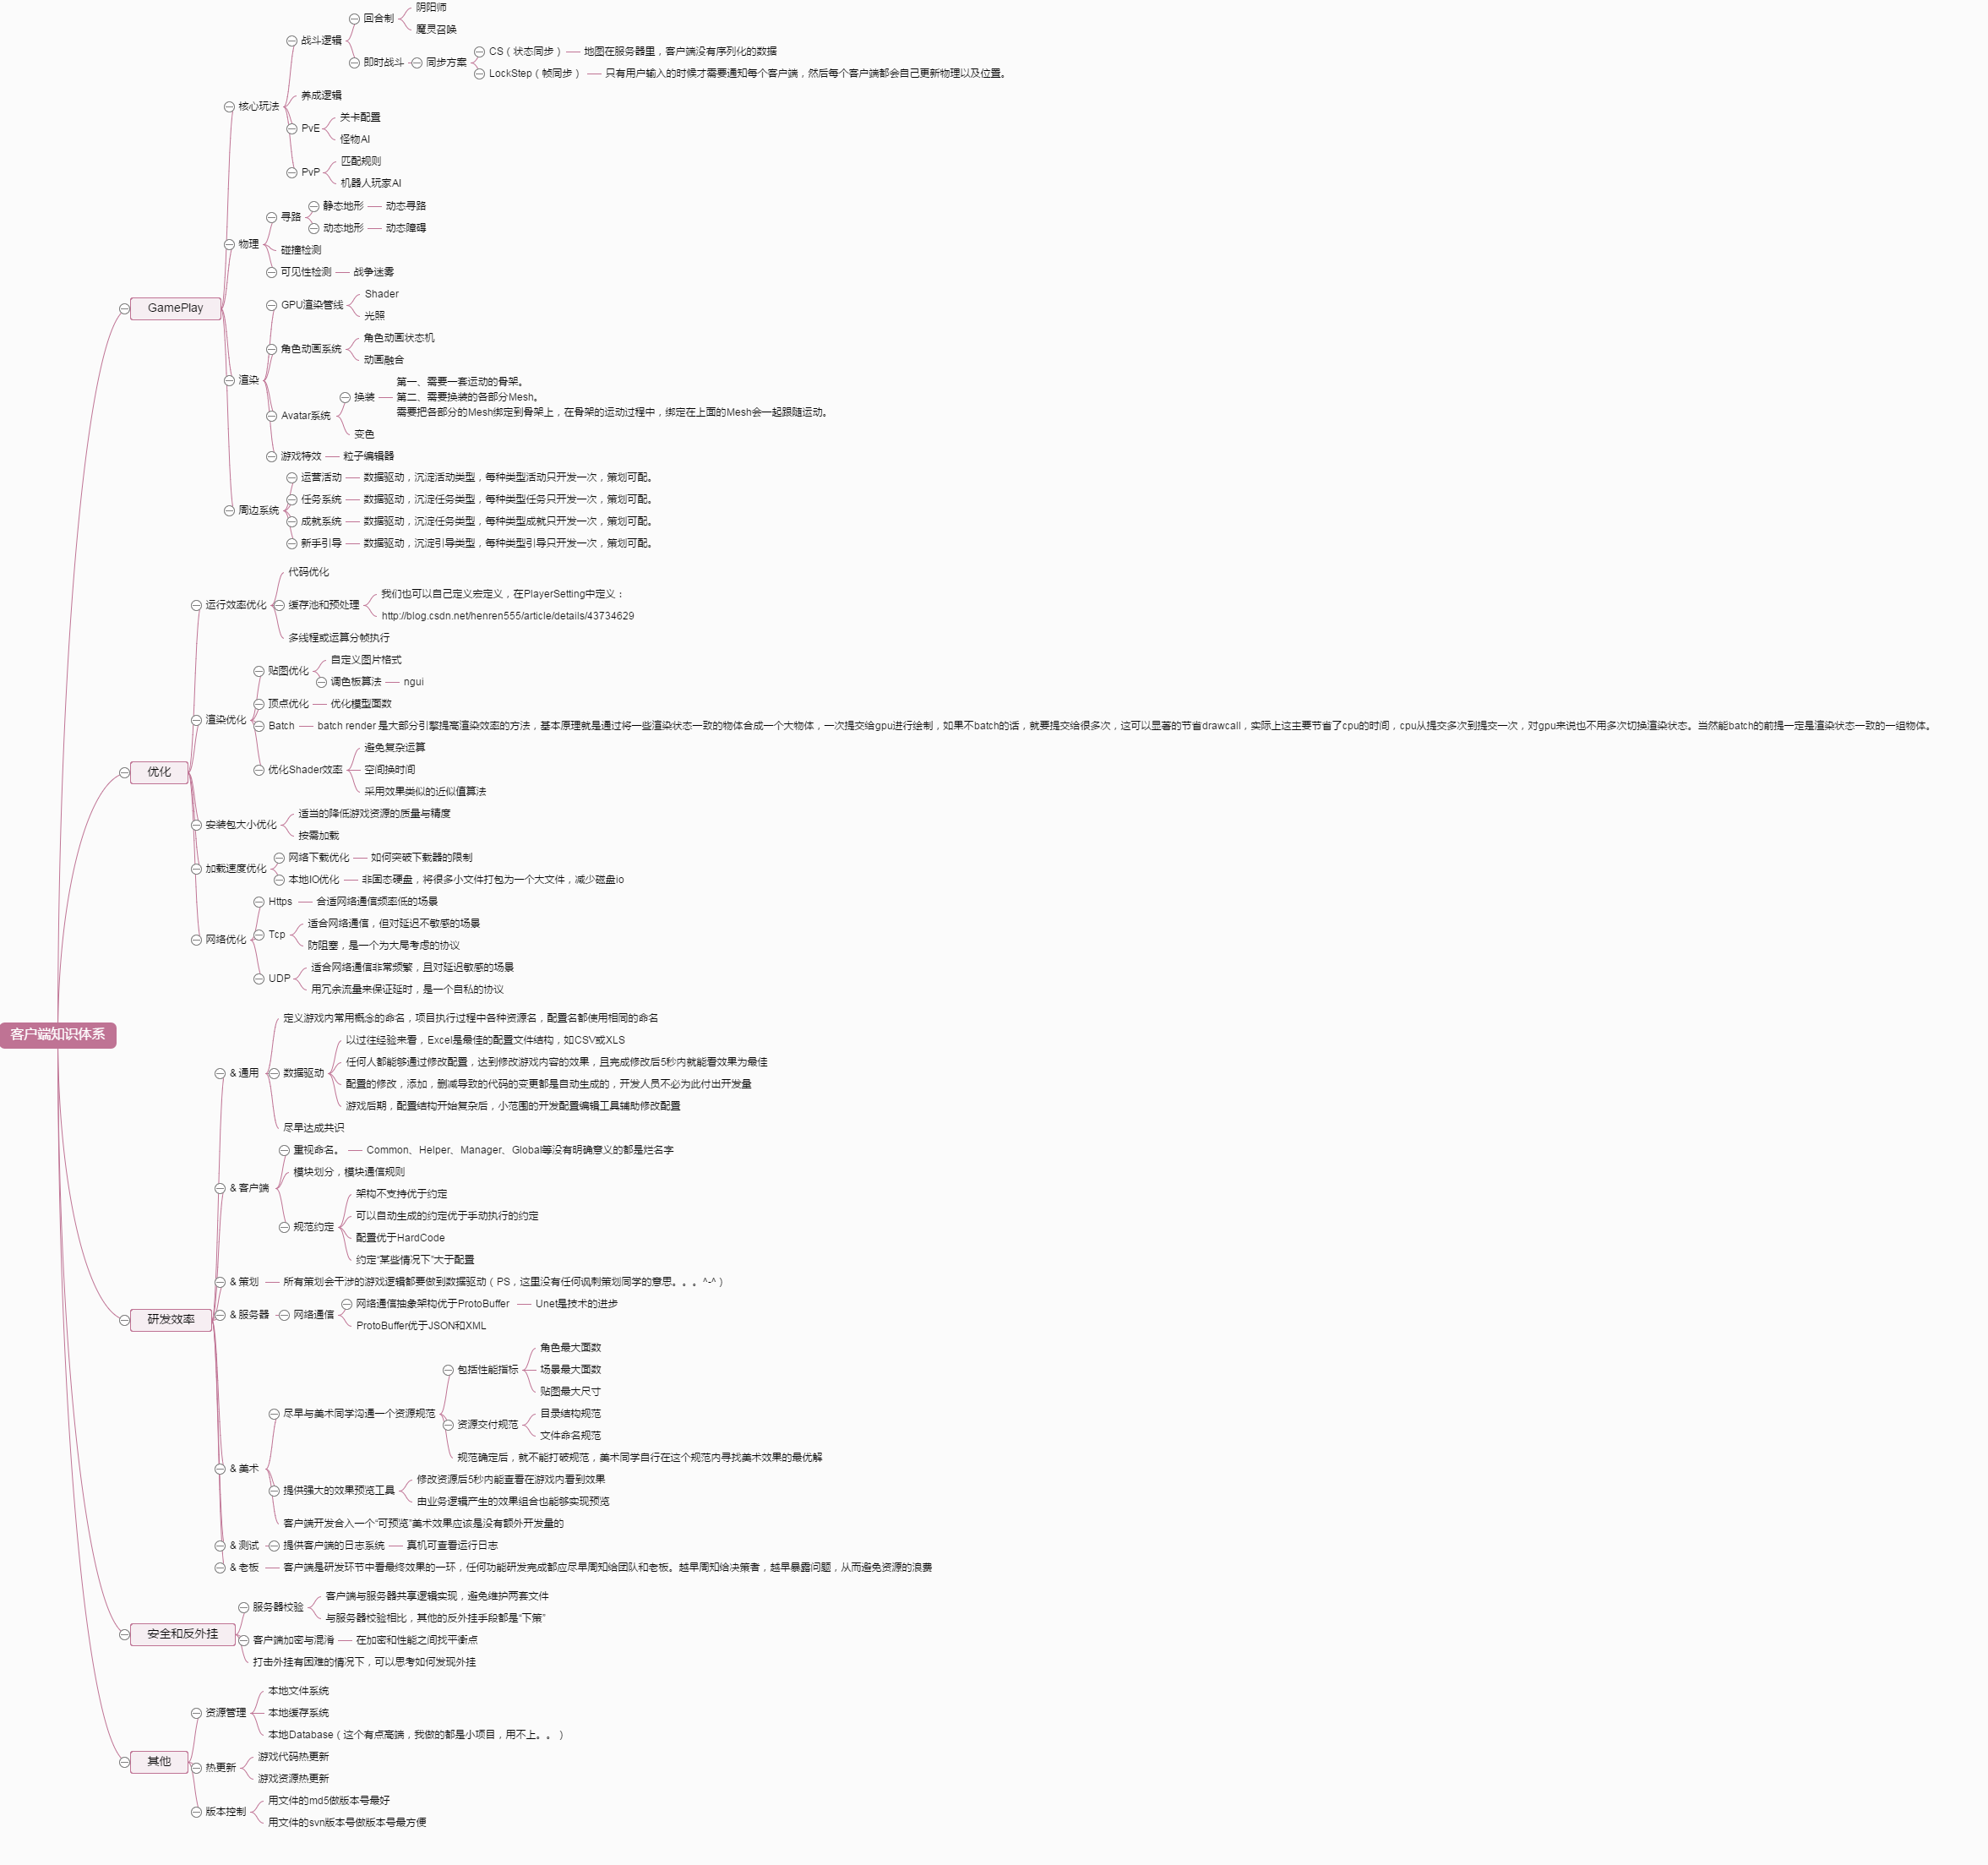 客户端知识体系
GamePlay
核心玩法
战斗逻辑
回合制
阴阳师
魔灵召唤
即时战斗
同步方案
CS（状态同步）
地图在服务器里，客户端没有序列化的数据
LockStep（帧同步）
只有用户输入的时候才需要通知每个客户端，然后每个客户端都会自己更新物理以及位置。
养成逻辑
PvE
关卡配置
怪物AI
PvP
匹配规则
机器人玩家AI
物理
寻路
静态地形
动态寻路
动态地形
动态障碍
碰撞检测
可见性检测
战争迷雾
渲染
GPU渲染管线
Shader
光照
角色动画系统
角色动画状态机
动画融合
Avatar系统
换装
第一、需要一套运动的骨架。
第二、需要换装的各部分Mesh。
需要把各部分的Mesh绑定到骨架上，在骨架的运动过程中，绑定在上面的Mesh会一起跟随运动。
变色
游戏特效
粒子编辑器
周边系统
运营活动
数据驱动，沉淀活动类型，每种类型活动只开发一次，策划可配。
任务系统
数据驱动，沉淀任务类型，每种类型任务只开发一次，策划可配。
成就系统
数据驱动，沉淀任务类型，每种类型成就只开发一次，策划可配。
新手引导
数据驱动，沉淀引导类型，每种类型引导只开发一次，策划可配。
优化
运行效率优化
代码优化
缓存池和预处理
我们也可以自己定义宏定义，在PlayerSetting中定义：
http://blog.csdn.net/henren555/article/details/43734629
多线程或运算分帧执行
渲染优化
贴图优化
自定义图片格式
调色板算法
ngui
顶点优化
优化模型面数
Batch
batch render 是大部分引擎提高渲染效率的方法，基本原理就是通过将一些渲染状态一致的物体合成一个大物体，一次提交给gpu进行绘制，如果不batch的话，就要提交给很多次，这可以显著的节省drawcall，实际上这主要节省了cpu的时间，cpu从提交多次到提交一次，对gpu来说也不用多次切换渲染状态。当然能batch的前提一定是渲染状态一致的一组物体。
优化Shader效率
避免复杂运算
空间换时间
采用效果类似的近似值算法
安装包大小优化
适当的降低游戏资源的质量与精度
按需加载
加载速度优化
网络下载优化
如何突破下载器的限制
本地IO优化
非固态硬盘，将很多小文件打包为一个大文件，减少磁盘io
网络优化
Https
合适网络通信频率低的场景
Tcp
适合网络通信，但对延迟不敏感的场景
防阻塞，是一个为大局考虑的协议
UDP
适合网络通信非常频繁，且对延迟敏感的场景
用冗余流量来保证延时，是一个自私的协议
研发效率
& 通用
定义游戏内常用概念的命名，项目执行过程中各种资源名，配置名都使用相同的命名
数据驱动
以过往经验来看，Excel是最佳的配置文件结构，如CSV或XLS
任何人都能够通过修改配置，达到修改游戏内容的效果，且完成修改后5秒内就能看效果为最佳
配置的修改，添加，删减导致的代码的变更都是自动生成的，开发人员不必为此付出开发量
游戏后期，配置结构开始复杂后，小范围的开发配置编辑工具辅助修改配置
尽早达成共识
& 客户端
重视命名。
Common、Helper、Manager、Global等没有明确意义的都是烂名字
模块划分，模块通信规则
规范约定
架构不支持优于约定
可以自动生成的约定优于手动执行的约定
配置优于HardCode
约定“某些情况下”大于配置
& 策划
所有策划会干涉的游戏逻辑都要做到数据驱动（PS，这里没有任何讽刺策划同学的意思。。。^-^）
& 服务器
网络通信
网络通信抽象架构优于ProtoBuffer
Unet是技术的进步
ProtoBuffer优于JSON和XML
& 美术
尽早与美术同学沟通一个资源规范
包括性能指标
角色最大面数
场景最大面数
贴图最大尺寸
资源交付规范
目录结构规范
文件命名规范
规范确定后，就不能打破规范，美术同学自行在这个规范内寻找美术效果的最优解
提供强大的效果预览工具
修改资源后5秒内能查看在游戏内看到效果
由业务逻辑产生的效果组合也能够实现预览
客户端开发合入一个“可预览”美术效果应该是没有额外开发量的
& 测试
提供客户端的日志系统
真机可查看运行日志
& 老板
客户端是研发环节中看最终效果的一环，任何功能研发完成都应尽早周知给团队和老板。越早周知给决策者，越早暴露问题，从而避免资源的浪费
安全和反外挂
服务器校验
客户端与服务器共享逻辑实现，避免维护两套文件
与服务器校验相比，其他的反外挂手段都是“下策”
客户端加密与混淆
在加密和性能之间找平衡点
打击外挂有困难的情况下，可以思考如何发现外挂
其他
资源管理
本地文件系统
本地缓存系统
本地Database（这个有点高端，我做的都是小项目，用不上。。）
热更新
游戏代码热更新
游戏资源热更新
版本控制
用文件的md5做版本号最好
用文件的svn版本号做版本号最方便